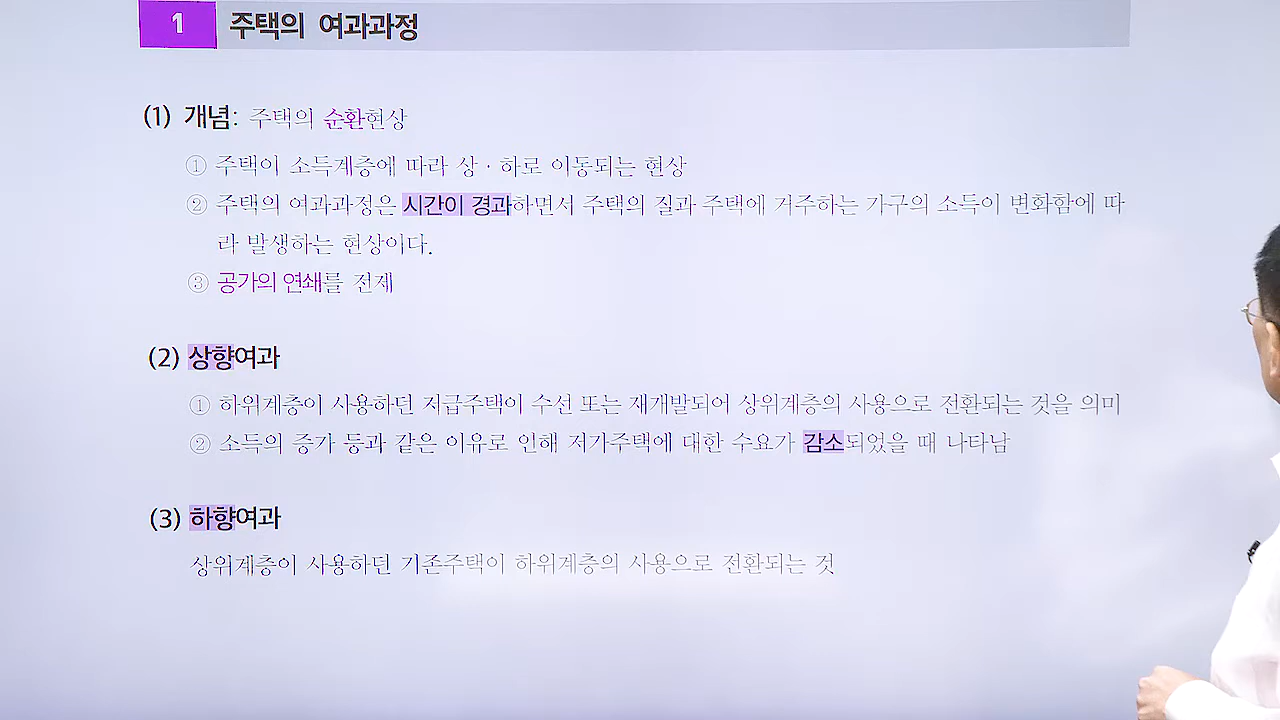 1 주택의 여과과정
(1) 개념: 주택의 순환현상
① 주택이 소득계층에 따라 상·하로 이동되는 현상
② 주택의 여과과정은 시간이 경과하면서 주택의 질과 주택에 거주하는 가구의 소득이 변화함에 따
라 발생하는 현상이다.
③ 공가의 연쇄를 전제
(2) 상향여과
① 하위계층이 사용하던 저급주택이 수선 또는 재개발되어 상위계층의 사용으로 전환되는 것을 의미
② 소득의 증가 등과 같은 이유로 인해 저가주택에 대한 수요가 감소되었을 때 나타남
(3) 하향여과
상위계층이 사용하던 기존주택이 하위계층의 사용으로 전환되는 것